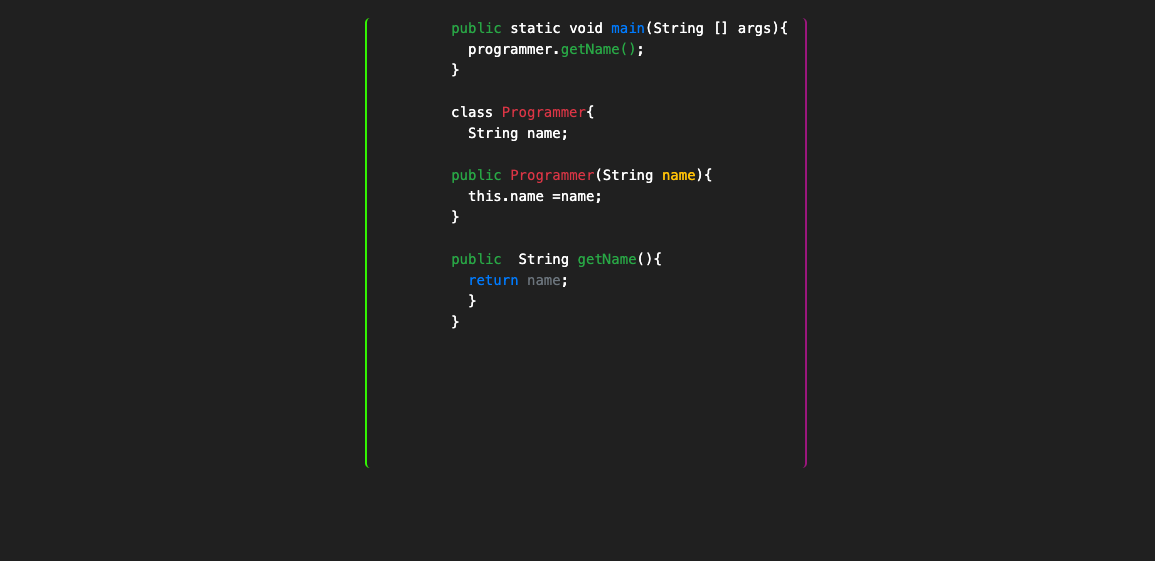 public static void main(String [] args){
programmer.getName();
}
class Programmer{
String name;
public Programmer(String name){
this.name =name;
}
public  String getName(){
return name;
}
}